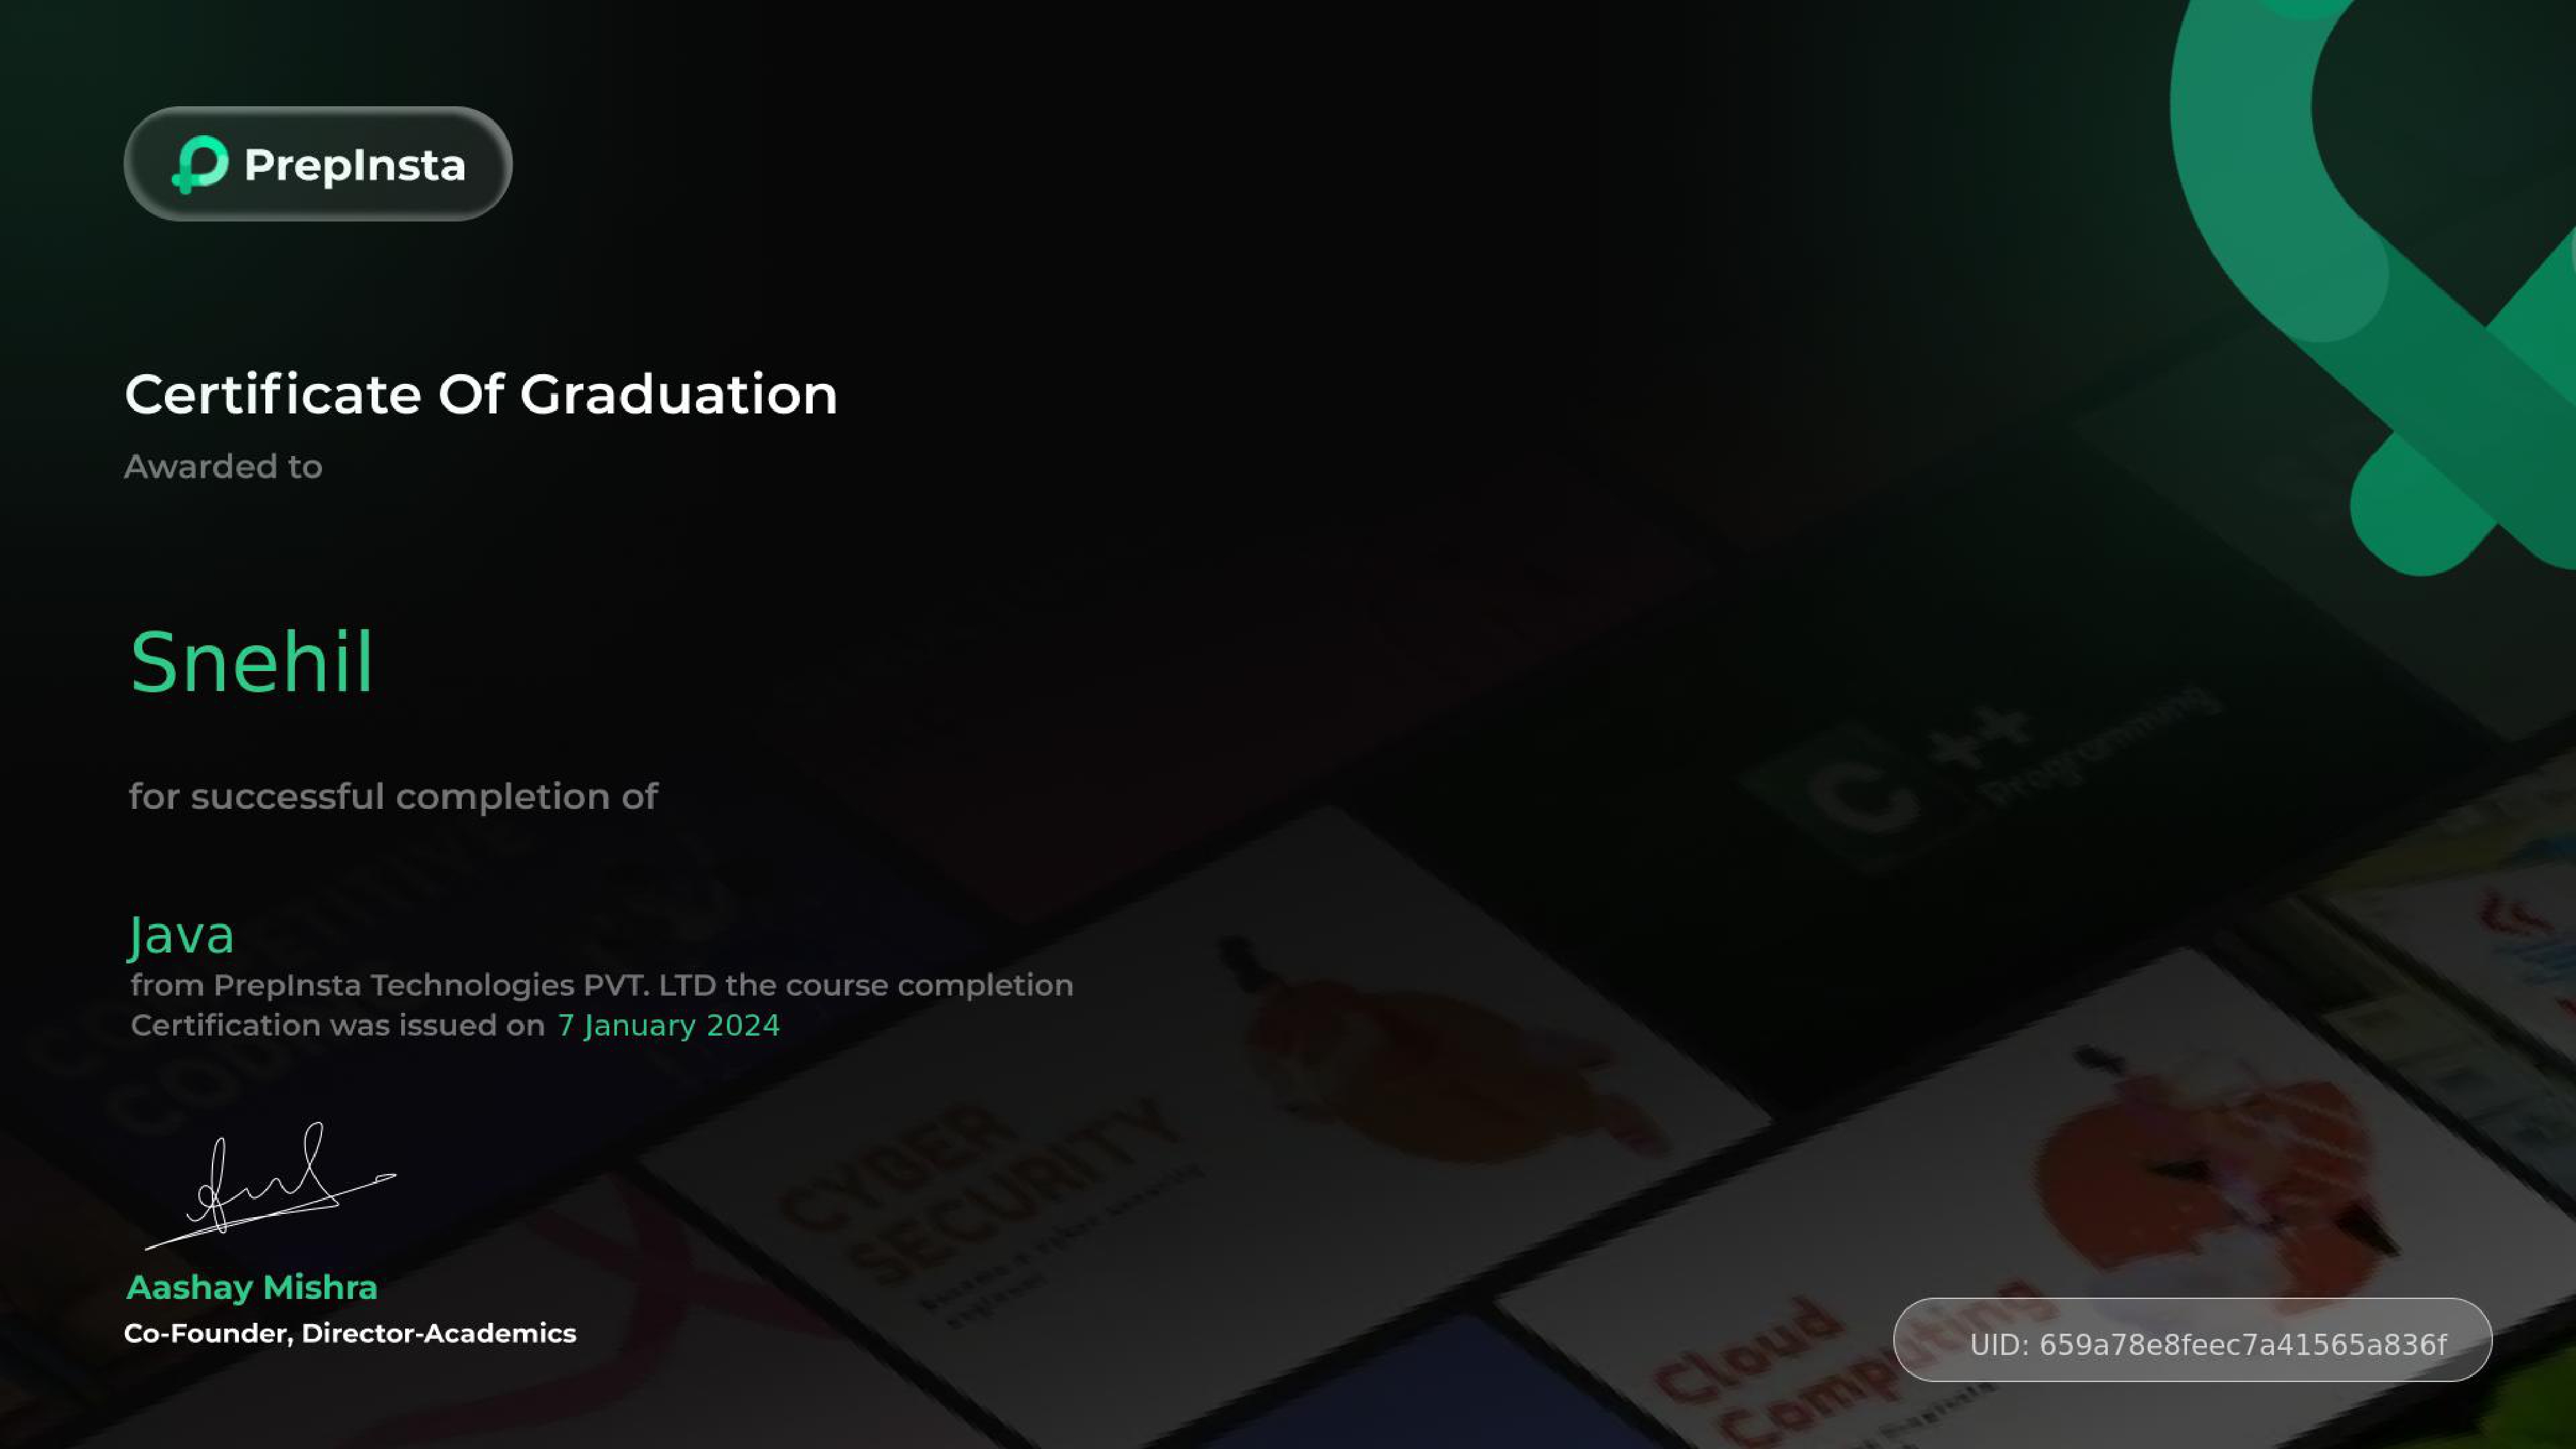 PrepInsta
Certificate Of Graduation
Awarded to
Snehil
for successful completion of
Java
from PrepInsta Technologies PVT. LTD the course completion
Certification was issued on 7 January 2024
Aashay Mishra
Co-Founder, Director-Academics
UID: 659a78e8feec7a41565a836f
C++
Programming
COMPETITIVE
CODING
CYBER
SECURITY
Cloud
Computing